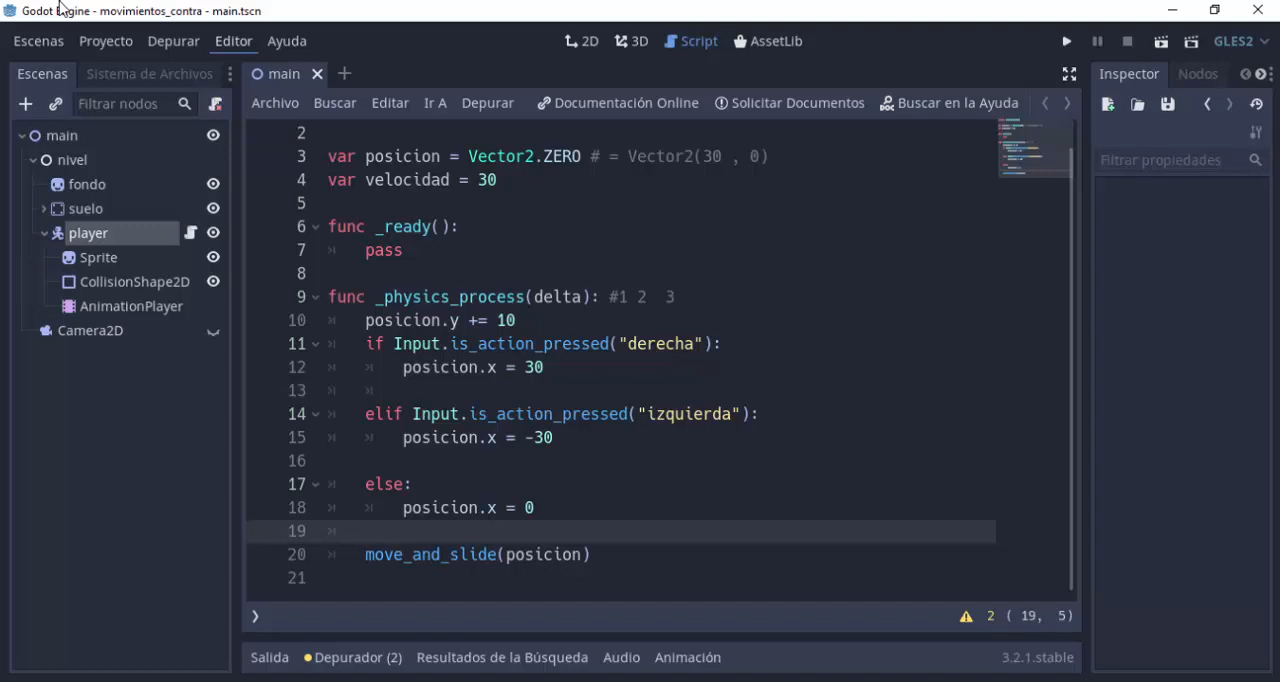 Godot Engine - movimientos_contra - main.tscn
Escenas Proyecto Depurar Editor Ayuda 2D 3D Script AssetLib GLES2
Escenas Sistema de Archivos main Inspector Nodos
Filtrar nodos Archivo Buscar Editar Ir A Depurar Documentación Online Solicitar Documentos Buscar en la Ayuda
main
nivel
fondo
suelo
player
Sprite
CollisionShape2D
AnimationPlayer
Camera2D
2
3 var posicion = Vector2.ZERO # = Vector2(30 , 0)
4 var velocidad = 30
5
6 func _ready():
7 pass
8
9 func _physics_process(delta): #1 2  3
10 posicion.y += 10
11 if Input.is_action_pressed("derecha"):
12 posicion.x = 30
13
14 elif Input.is_action_pressed("izquierda"):
15 posicion.x = -30
16
17 else:
18 posicion.x = 0
19
20 move_and_slide(posicion)
21
2 ( 19, 5)
Filtrar propiedades
Salida Depurador (2) Resultados de la Búsqueda Audio Animación 3.2.1.stable